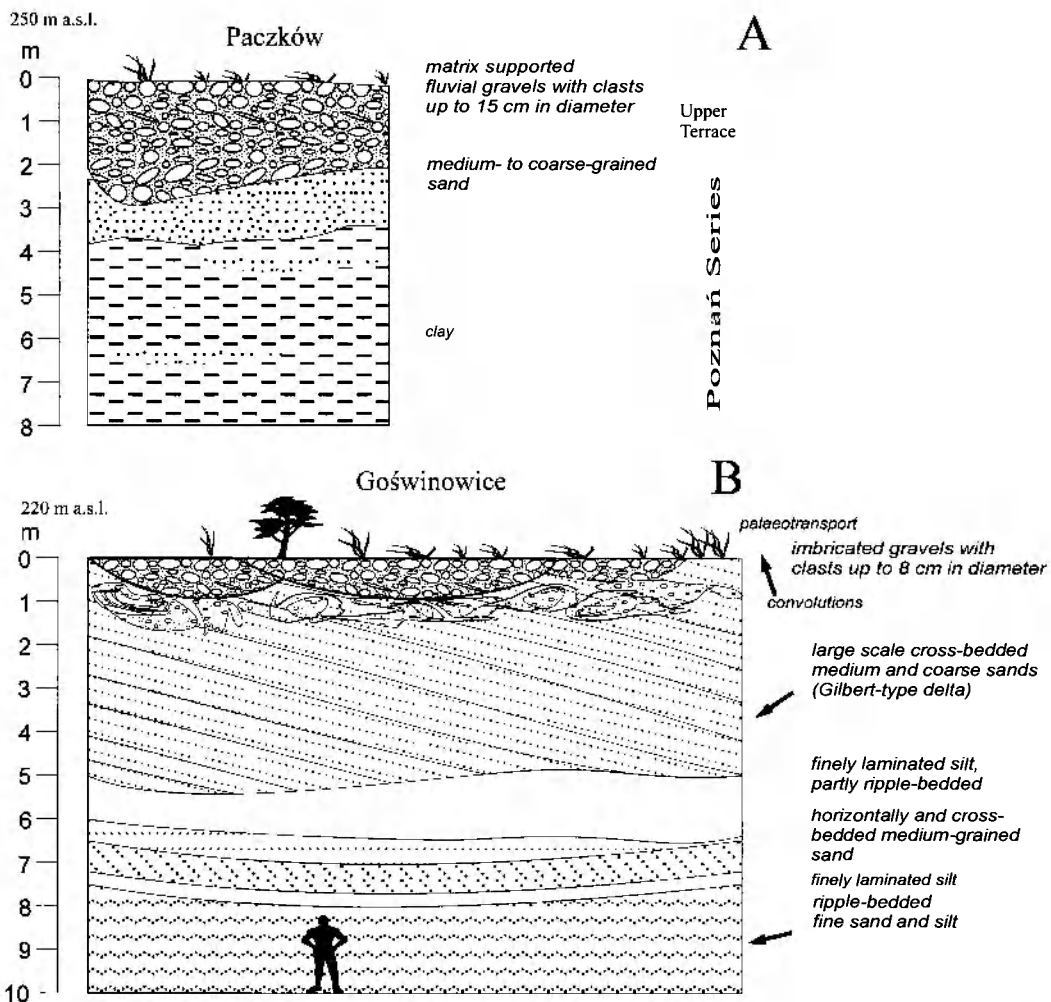 250 m a.s.l.
Paczków
A
m
0
1
2
3
4
5
6
7
8
matrix supported
fluvial gravels with clasts
up to 15 cm in diameter
Upper
Terrace
medium- to coarse-grained
sand
clay
Poznań Series
Goświnowice
B
220 m a.s.l.
m
0
1
2
3
4
5
6
7
8
9
10
palaeotransport
imbricated gravels with
clasts up to 8 cm in diameter
convolutions
large scale cross-bedded
medium and coarse sands
(Gilbert-type delta)
finely laminated silt,
partly ripple-bedded
horizontally and cross-
bedded medium-grained
sand
finely laminated silt
ripple-bedded
fine sand and silt